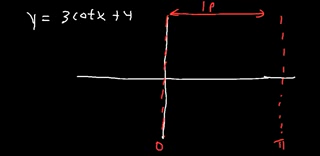 y = 3cotx + 4
1P
0
π